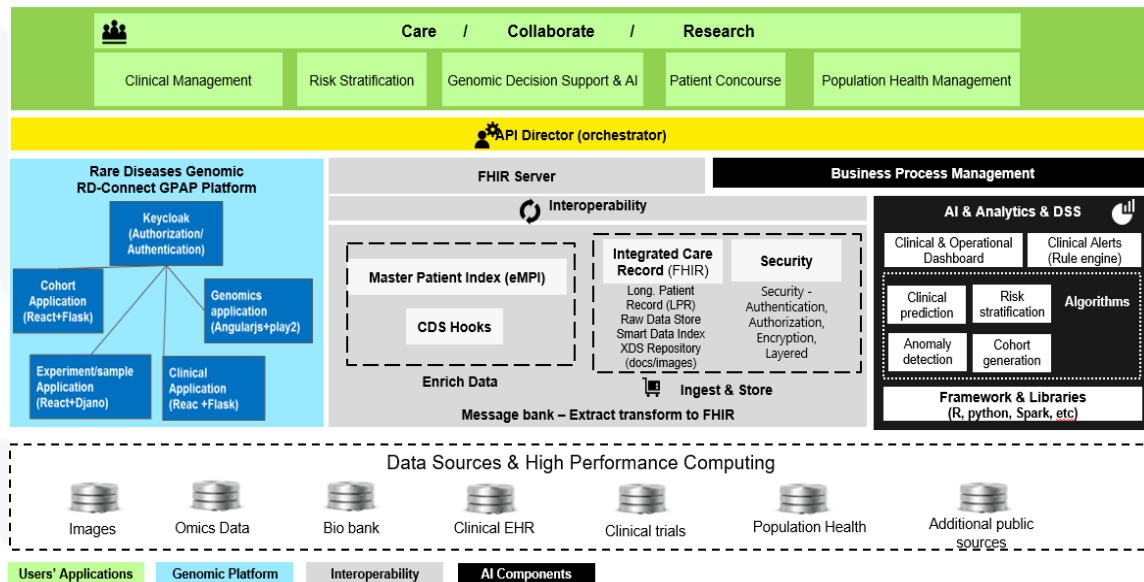 Care / Collaborate / Research
Clinical Management
Risk Stratification
Genomic Decision Support & AI
Patient Concourse
Population Health Management
API Director (orchestrator)
Rare Diseases Genomic
RD-Connect GPAP Platform
Keycloak
(Authorization/
Authentication)
Cohort
Application
(React+Flask)
Genomics
application
(Angularjs+play2)
Experiment/sample
Application
(React+Djano)
Clinical
Application
(Reac +Flask)
FHIR Server
Interoperability
Master Patient Index (eMPI)
CDS Hooks
Enrich Data
Integrated Care
Record (FHIR)
Long. Patient
Record (LPR)
Raw Data Store
Smart Data Index
XDS Repository
(docs/images)
Security
Security -
Authentication,
Authorization,
Encryption,
Layered
Ingest & Store
Message bank – Extract transform to FHIR
Business Process Management
AI & Analytics & DSS
Clinical & Operational
Dashboard
Clinical Alerts
(Rule engine)
Clinical
prediction
Risk
stratification
Algorithms
Anomaly
detection
Cohort
generation
Framework & Libraries
(R, python, Spark, etc)
Data Sources & High Performance Computing
Images
Omics Data
Bio bank
Clinical EHR
Clinical trials
Population Health
Additional public
sources
Users' Applications
Genomic Platform
Interoperability
AI Components